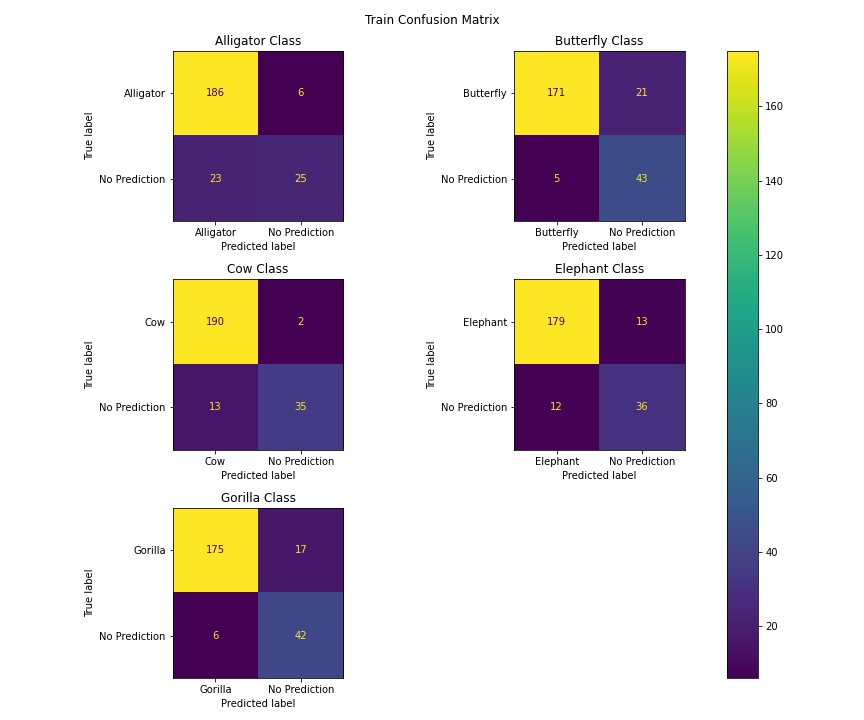 Train Confusion Matrix
Alligator Class
Alligator
186
6
No Prediction
23
25
True label
Alligator
No Prediction
Predicted label
Butterfly Class
Butterfly
171
21
No Prediction
5
43
True label
Butterfly
No Prediction
Predicted label
Cow Class
Cow
190
2
No Prediction
13
35
True label
Cow
No Prediction
Predicted label
Elephant Class
Elephant
179
13
No Prediction
12
36
True label
Elephant
No Prediction
Predicted label
Gorilla Class
Gorilla
175
17
No Prediction
6
42
True label
Gorilla
No Prediction
Predicted label
160
140
120
100
80
60
40
20